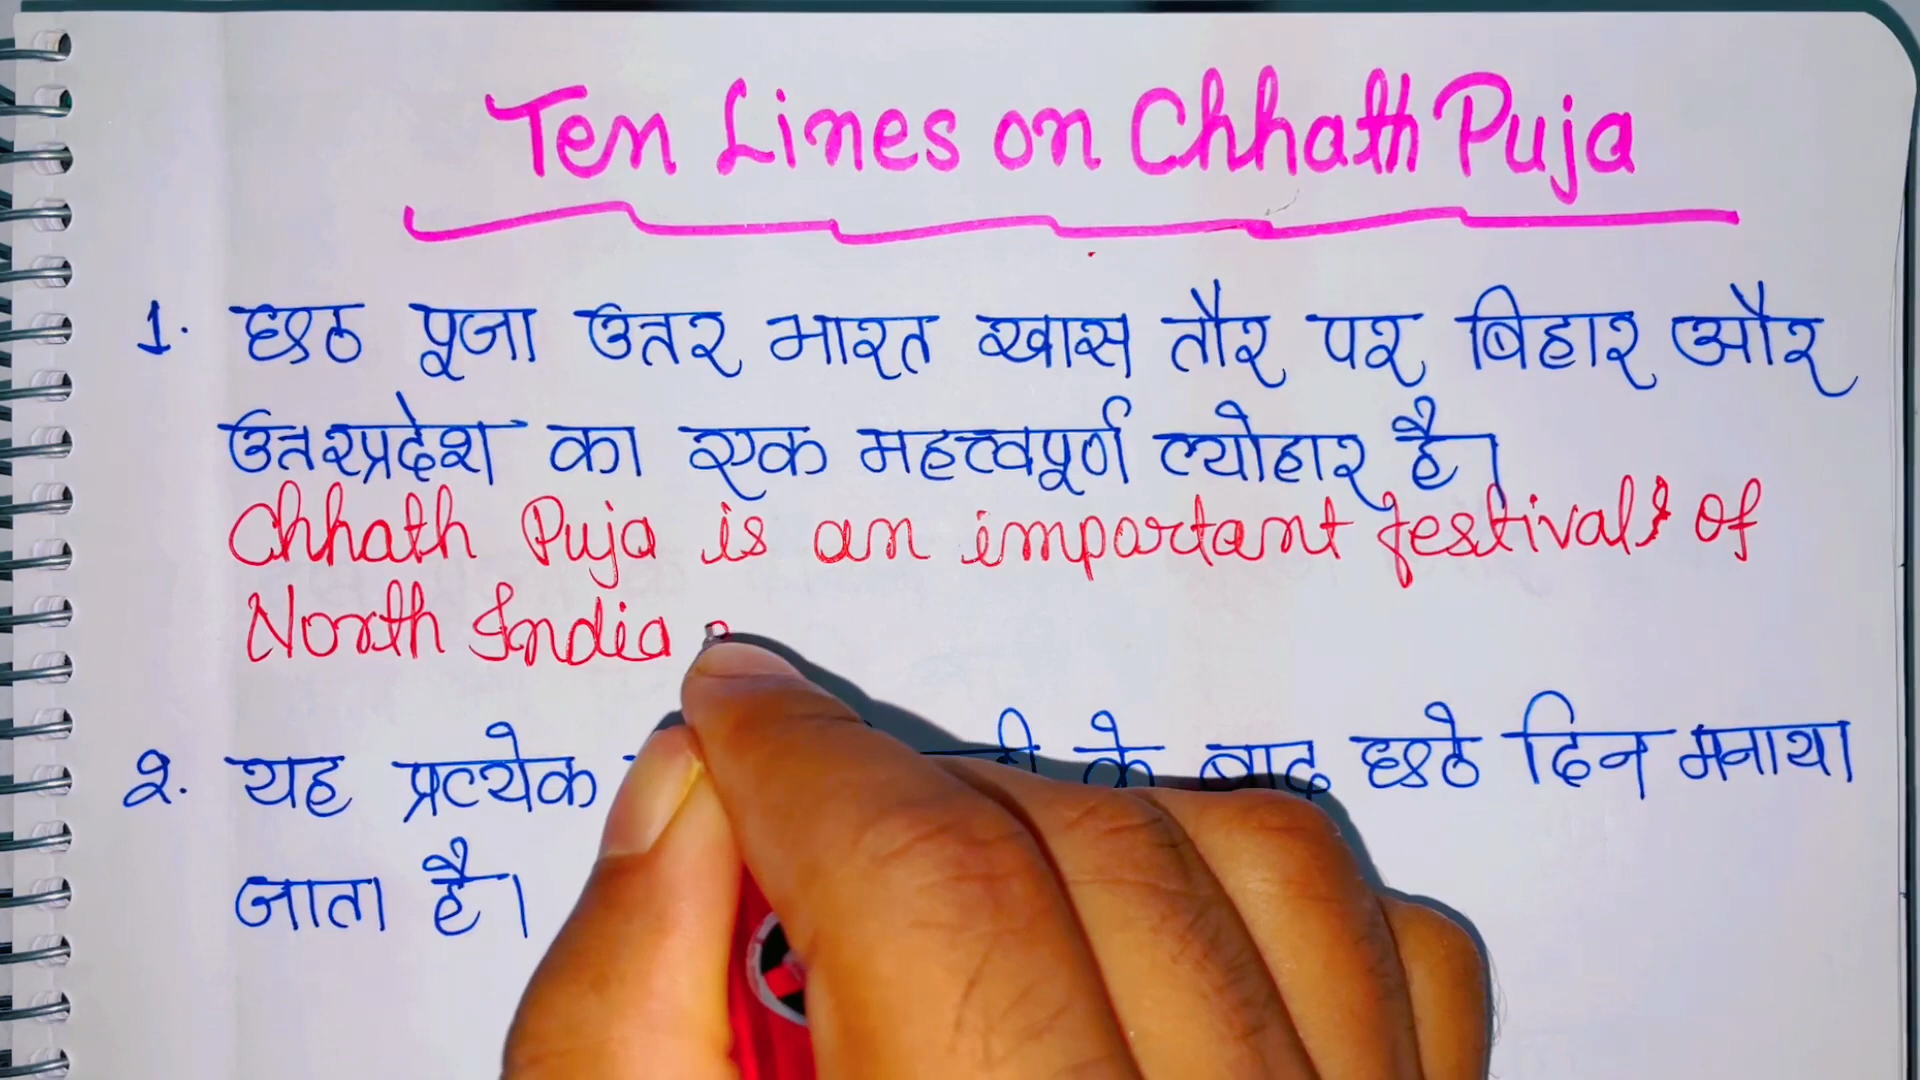 Ten Lines on Chhath Puja
1. छठ पूजा उत्तर भारत खास तौर पर बिहार और
उत्तरप्रदेश का एक महत्त्वपूर्ण त्योहार है।
Chhath Puja is an important festivals of
North India
2. यह प्रत्येक के बाद छठे दिन मनाया
जाता है।